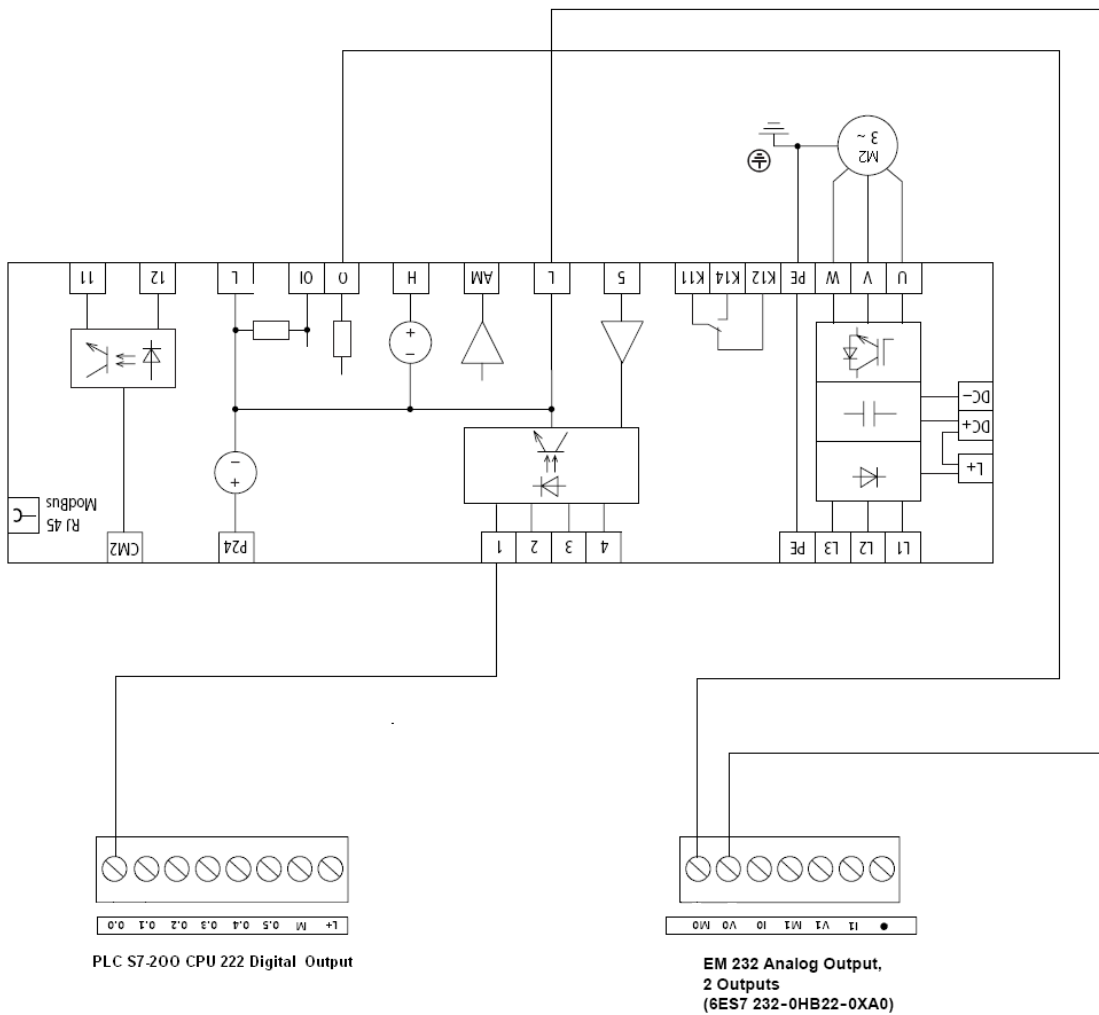 M2
3 ~
11
12
L
OI
O
H
AM
L
5
K11
K14
K12
PE
W
V
U
+
−
DC−
DC+
L+
−
+
RJ 45
ModBus
CM2
P24
1
2
3
4
PE
L3
L2
L1
0.0 0.1 0.2 0.3 0.4 0.5 M L+
M0 V0 I0 M1 V1 I1 ●
PLC S7-200 CPU 222 Digital Output
EM 232 Analog Output,
2 Outputs
(6ES7 232-0HB22-0XA0)